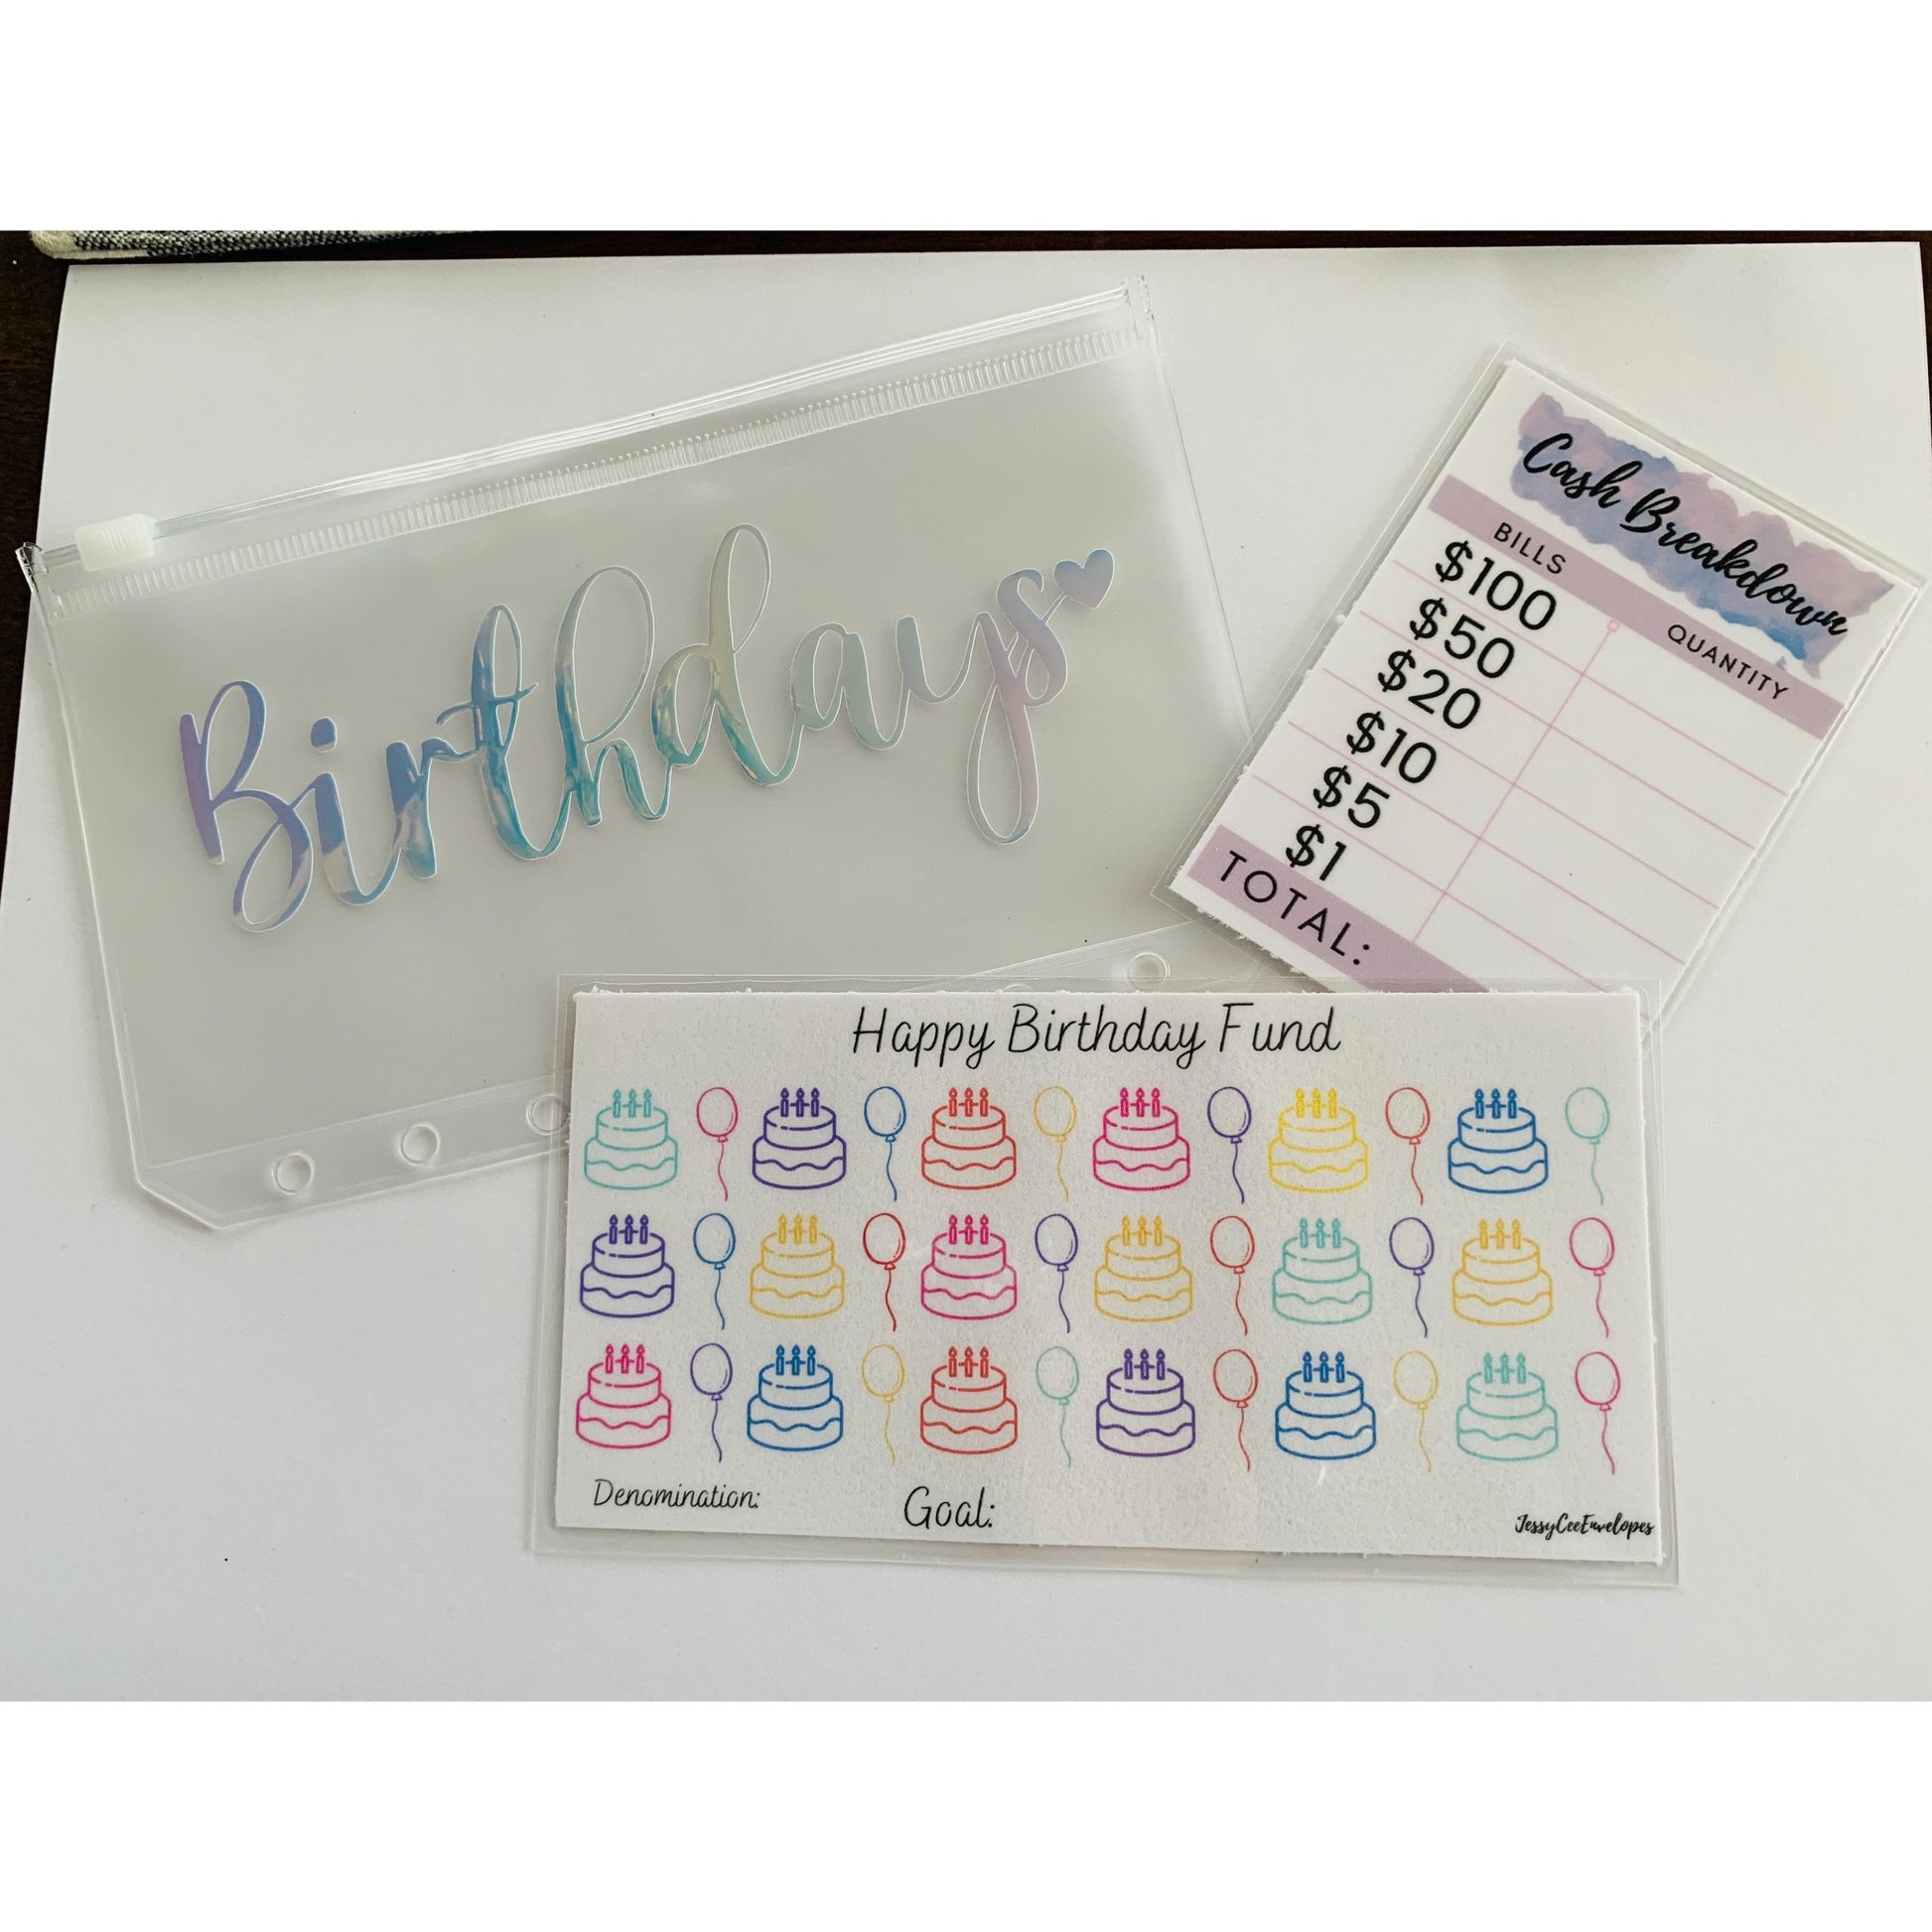 Birthdays
Cash Breakdown
BILLS QUANTITY
$100
$50
$20
$10
$5
$1
TOTAL:
Happy Birthday Fund
Denomination: Goal:
JessyCeeEnvelopes